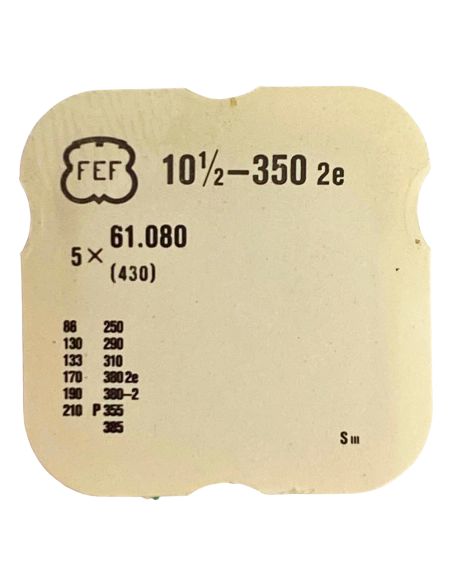 FEF 10½–350 2e
5 × 61.080
(430)
86 250
130 290
133 310
170 380 2e
190 380–2
210 P 355
385
S III